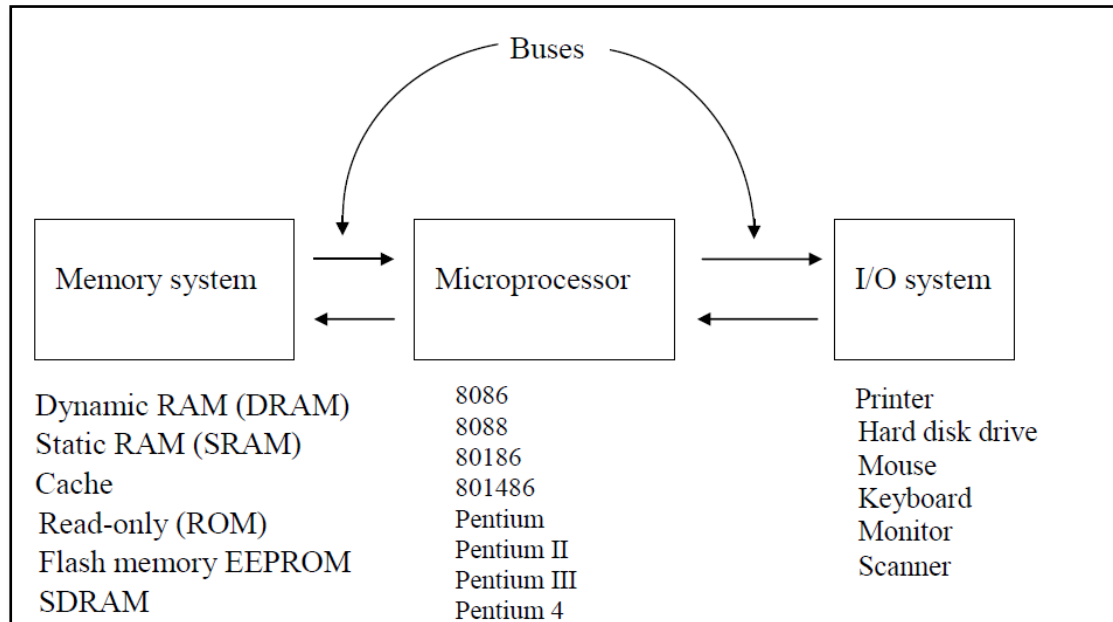 Buses
Memory system
Microprocessor
I/O system
Dynamic RAM (DRAM)
Static RAM (SRAM)
Cache
Read-only (ROM)
Flash memory EEPROM
SDRAM
8086
8088
80186
801486
Pentium
Pentium II
Pentium III
Pentium 4
Printer
Hard disk drive
Mouse
Keyboard
Monitor
Scanner